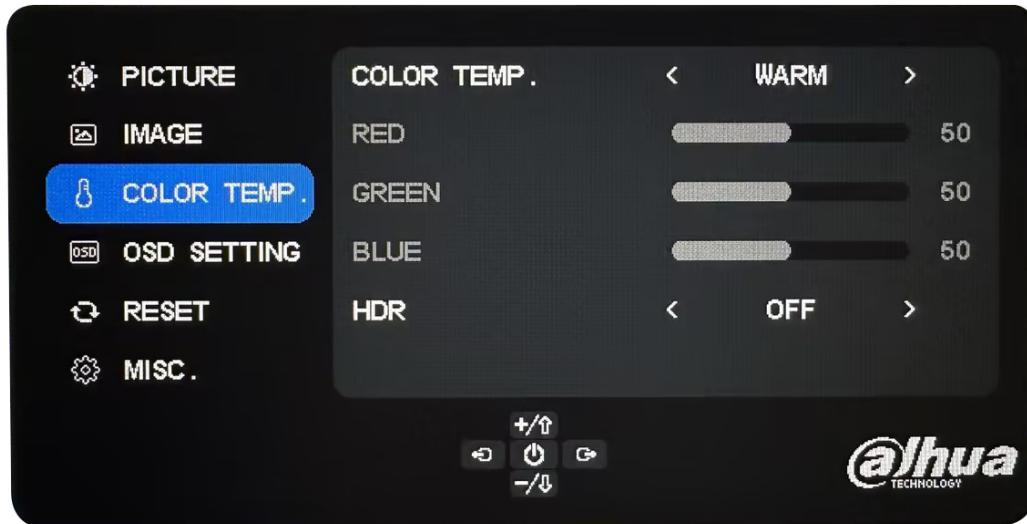 PICTURE
IMAGE
COLOR TEMP.
OSD SETTING
RESET
MISC.
COLOR TEMP. < WARM >
RED 50
GREEN 50
BLUE 50
HDR < OFF >
OSD
+/⇧
−/⇩
alhua
TECHNOLOGY